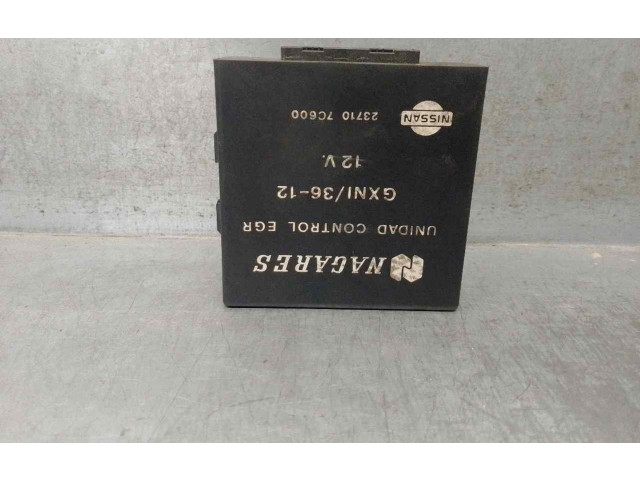 NAGARES
UNIDAD CONTROL EGR
GXNI/36-12
12 V.
NISSAN
23710 7C600